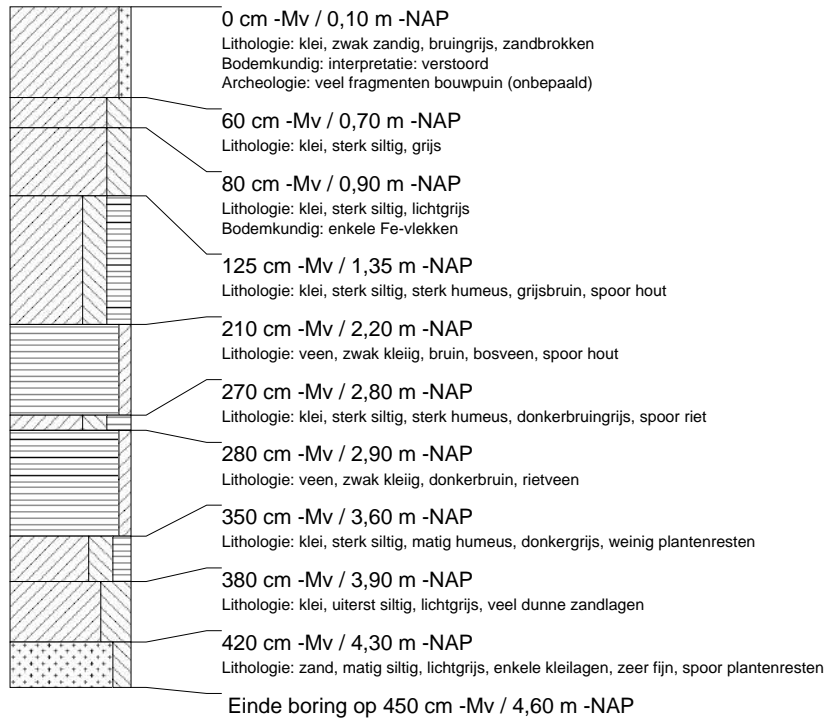 0 cm -Mv / 0,10 m -NAP
Lithologie: klei, zwak zandig, bruingrijs, zandbrokken
Bodemkundig: interpretatie: verstoord
Archeologie: veel fragmenten bouwpuin (onbepaald)
60 cm -Mv / 0,70 m -NAP
Lithologie: klei, sterk siltig, grijs
80 cm -Mv / 0,90 m -NAP
Lithologie: klei, sterk siltig, lichtgrijs
Bodemkundig: enkele Fe-vlekken
125 cm -Mv / 1,35 m -NAP
Lithologie: klei, sterk siltig, sterk humeus, grijsbruin, spoor hout
210 cm -Mv / 2,20 m -NAP
Lithologie: veen, zwak kleiig, bruin, bosveen, spoor hout
270 cm -Mv / 2,80 m -NAP
Lithologie: klei, sterk siltig, sterk humeus, donkerbruingrijs, spoor riet
280 cm -Mv / 2,90 m -NAP
Lithologie: veen, zwak kleiig, donkerbruin, rietveen
350 cm -Mv / 3,60 m -NAP
Lithologie: klei, sterk siltig, matig humeus, donkergrijs, weinig plantenresten
380 cm -Mv / 3,90 m -NAP
Lithologie: klei, uiterst siltig, lichtgrijs, veel dunne zandlagen
420 cm -Mv / 4,30 m -NAP
Lithologie: zand, matig siltig, lichtgrijs, enkele kleilagen, zeer fijn, spoor plantenresten
Einde boring op 450 cm -Mv / 4,60 m -NAP